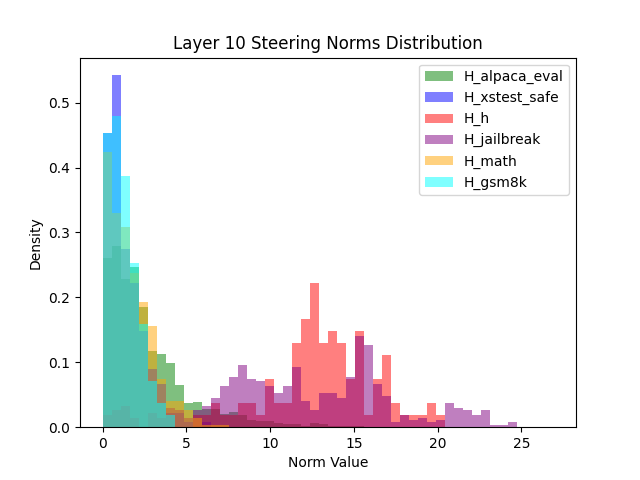 Layer 10 Steering Norms Distribution
H_alpaca_eval
H_xstest_safe
H_h
H_jailbreak
H_math
H_gsm8k
Density
0.5
0.4
0.3
0.2
0.1
0.0
0
5
10
15
20
25
Norm Value